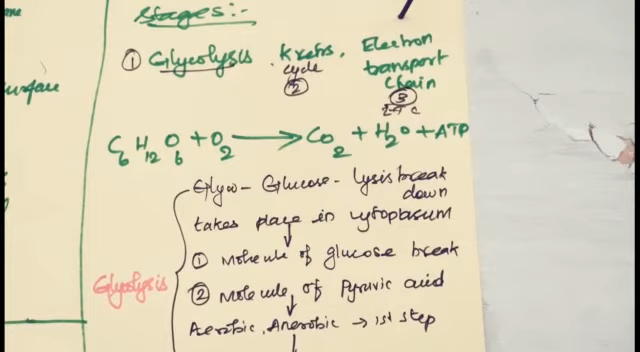 Stages:-
urface
① Glycolysis Krebs cycle ② Electron transport chain ③ ETC
C6H12O6 + O2 → CO2 + H2O + ATP
Glycolysis
Glyco - Glucose - lysis break down
takes place in cytoplasum
① Molecule of glucose break
② Molecule of Pyruvic acid
Aerobic, Anerobic → 1st step